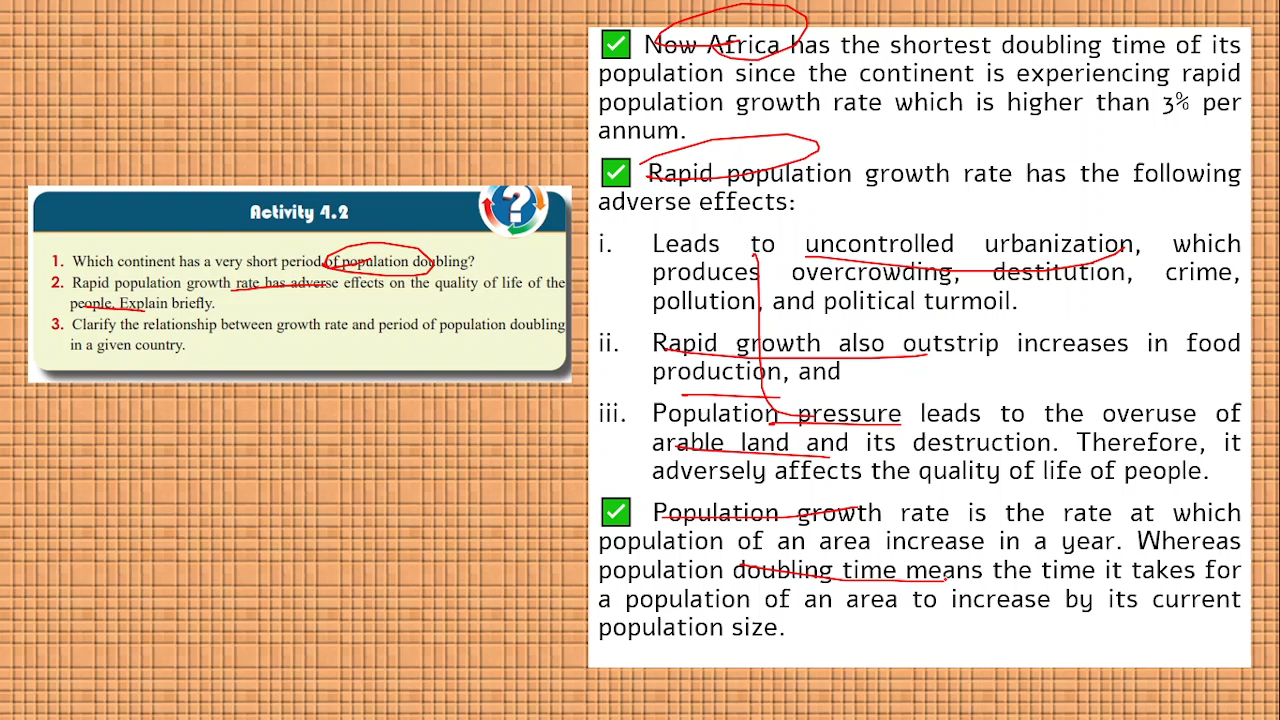 Activity 4.2
?
1. Which continent has a very short period of population doubling?
2. Rapid population growth rate has adverse effects on the quality of life of the
people. Explain briefly.
3. Clarify the relationship between growth rate and period of population doubling
in a given country.
Now Africa has the shortest doubling time of its
population since the continent is experiencing rapid
population growth rate which is higher than 3% per
annum.
Rapid population growth rate has the following
adverse effects:
i. Leads to uncontrolled urbanization, which
produces overcrowding, destitution, crime,
pollution, and political turmoil.
ii. Rapid growth also outstrip increases in food
production, and
iii. Population pressure leads to the overuse of
arable land and its destruction. Therefore, it
adversely affects the quality of life of people.
Population growth rate is the rate at which
population of an area increase in a year. Whereas
population doubling time means the time it takes for
a population of an area to increase by its current
population size.